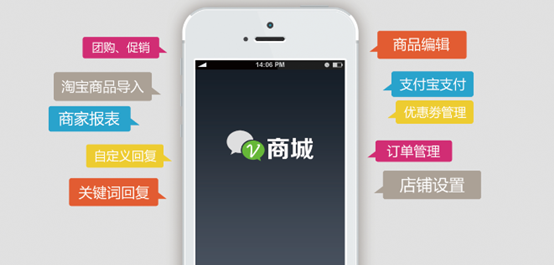 团购、促销
淘宝商品导入
商家报表
自定义回复
关键词回复
14:06 PM
V商城
商品编辑
支付宝支付
优惠券管理
订单管理
店铺设置